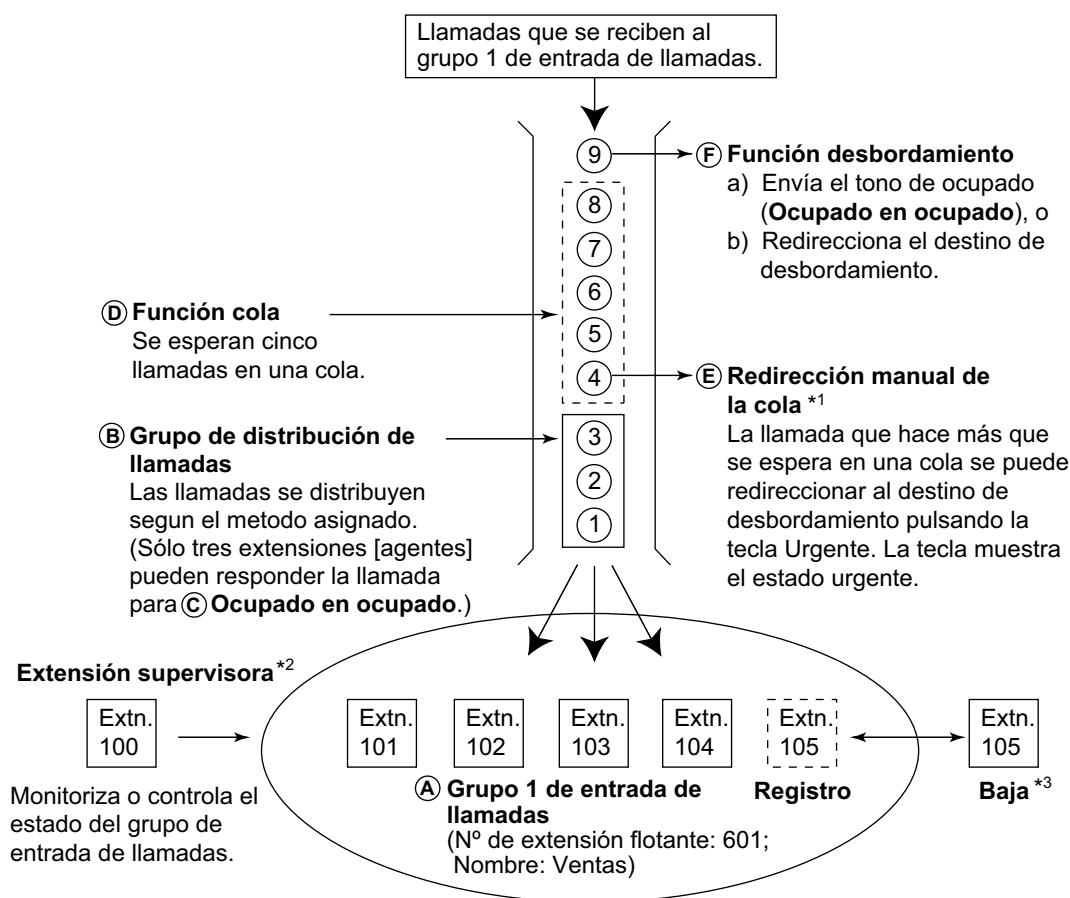 Llamadas que se reciben al
grupo 1 de entrada de llamadas.
9
8
7
6
5
4
3
2
1
F Función desbordamiento
a) Envía el tono de ocupado
(Ocupado en ocupado), o
b) Redirecciona el destino de
desbordamiento.
D Función cola
Se esperan cinco
llamadas en una cola.
E Redirección manual de
la cola *1
La llamada que hace más que
se espera en una cola se puede
redireccionar al destino de
desbordamiento pulsando la
tecla Urgente. La tecla muestra
el estado urgente.
B Grupo de distribución de
llamadas
Las llamadas se distribuyen
segun el metodo asignado.
(Sólo tres extensiones [agentes]
pueden responder la llamada
para C Ocupado en ocupado.)
Extensión supervisora*2
Extn.
100
Monitoriza o controla el
estado del grupo de
entrada de llamadas.
Extn.
101
Extn.
102
Extn.
103
Extn.
104
Extn.
105
Registro
Extn.
105
Baja *3
A Grupo 1 de entrada de
llamadas
(Nº de extensión flotante: 601;
Nombre: Ventas)